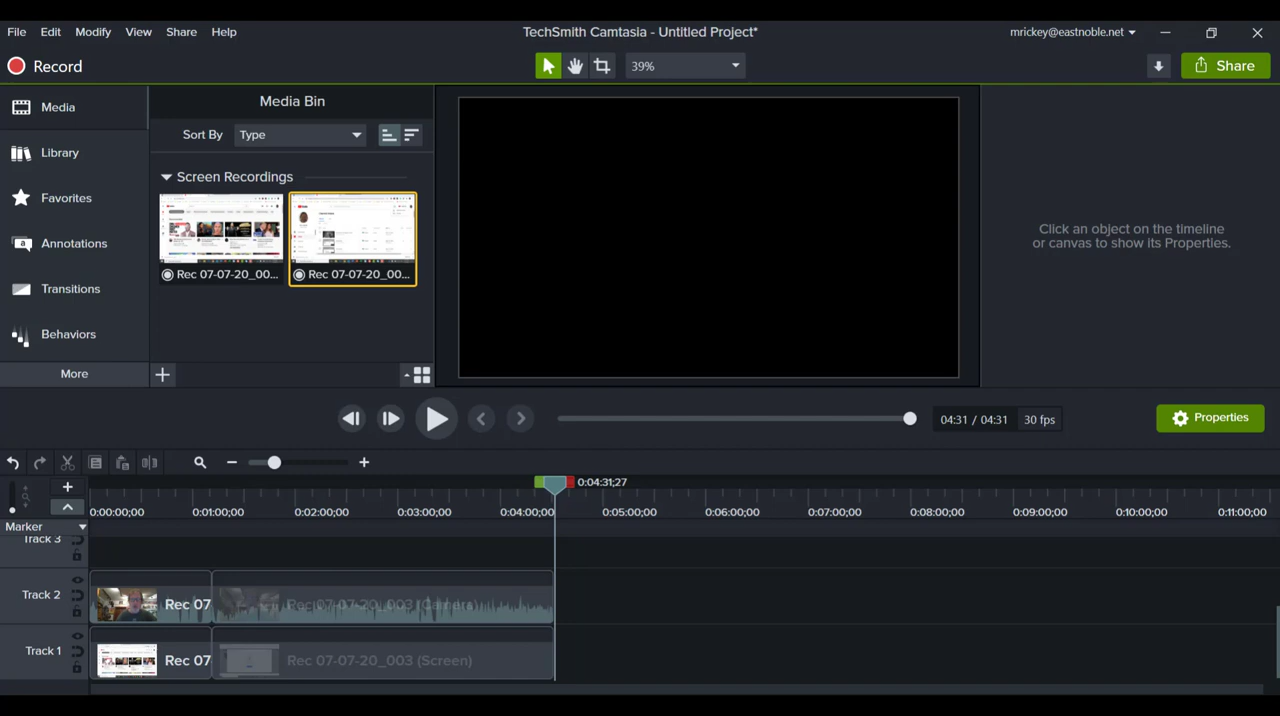 File Edit Modify View Share Help
TechSmith Camtasia - Untitled Project*
mrickey@eastnoble.net
Record
39%
Share
Media
Library
Favorites
Annotations
Transitions
Behaviors
More
Media Bin
Sort By Type
Screen Recordings
Rec 07-07-20_00...
Rec 07-07-20_00...
Click an object on the timeline
or canvas to show its Properties.
04:31 / 04:31 30 fps
Properties
0:04:31;27
0:00:00;00 0:01:00;00 0:02:00;00 0:03:00;00 0:04:00;00 0:05:00;00 0:06:00;00 0:07:00;00 0:08:00;00 0:09:00;00 0:10:00;00 0:11:00;00
Marker
Track 3
Track 2
Rec 07
Rec 07-07-20_003 (Camera)
Track 1
Rec 07
Rec 07-07-20_003 (Screen)